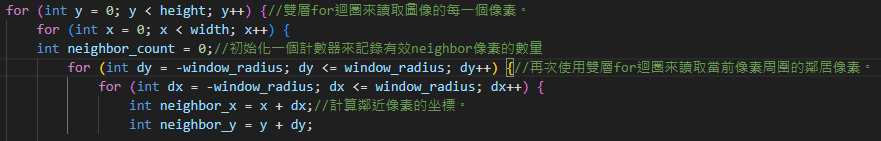 for (int y = 0; y < height; y++) {//雙層for迴圈來讀取圖像的每一個像素。
for (int x = 0; x < width; x++) {
int neighbor_count = 0;//初始化一個計數器來記錄有效neighbor像素的數量
for (int dy = -window_radius; dy <= window_radius; dy++) {//再次使用雙層for迴圈來讀取當前像素周圍的鄰居像素。
for (int dx = -window_radius; dx <= window_radius; dx++) {
int neighbor_x = x + dx;//計算鄰近像素的坐標。
int neighbor_y = y + dy;